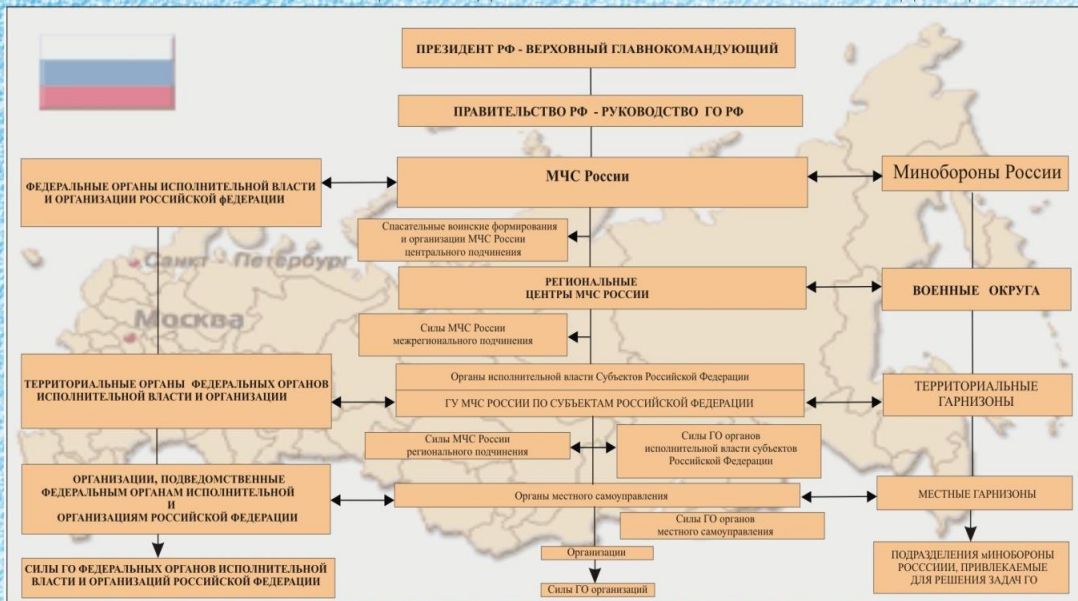 ПРЕЗИДЕНТ РФ - ВЕРХОВНЫЙ ГЛАВНОКОМАНДУЮЩИЙ
ПРАВИТЕЛЬСТВО РФ - РУКОВОДСТВО ГО РФ
ФЕДЕРАЛЬНЫЕ ОРГАНЫ ИСПОЛНИТЕЛЬНОЙ ВЛАСТИ
И ОРГАНИЗАЦИИ РОССИЙСКОЙ фЕДЕРАЦИИ
МЧС России
Минобороны России
Спасательные воинские формирования
и организации МЧС России
центрального подчинения
Санкт - Петербург
РЕГИОНАЛЬНЫЕ
ЦЕНТРЫ МЧС РОССИИ
ВОЕННЫЕ ОКРУГА
Москва
Силы МЧС России
межрегионального подчинения
ТЕРРИТОРИАЛЬНЫЕ ОРГАНЫ ФЕДЕРАЛЬНЫХ ОРГАНОВ
ИСПОЛНИТЕЛЬНОЙ ВЛАСТИ И ОРГАНИЗАЦИИ
Органы исполнительной власти Субъектов Российской Федерации
ГУ МЧС РОССИИ ПО СУБЪЕКТАМ РОССИЙСКОЙ ФЕДЕРАЦИИ
ТЕРРИТОРИАЛЬНЫЕ
ГАРНИЗОНЫ
Силы МЧС России
регионального подчинения
Силы ГО органов
исполнительной власти субъектов
Российской Федерации
ОРГАНИЗАЦИИ, ПОДВЕДОМСТВЕННЫЕ
ФЕДЕРАЛЬНЫМ ОРГАНАМ ИСПОЛНИТЕЛЬНОЙ
И
ОРГАНИЗАЦИЯМ РОССИЙСКОЙ ФЕДЕРАЦИИ
Органы местного самоуправления
МЕСТНЫЕ ГАРНИЗОНЫ
Силы ГО органов
местного самоуправления
Организации
Силы ГО организаций
СИЛЫ ГО ФЕДЕРАЛЬНЫХ ОРГАНОВ ИСПОЛНИТЕЛЬНОЙ
ВЛАСТИ И ОРГАНИЗАЦИЙ РОССИЙСКОЙ ФЕДЕРАЦИИ
ПОДРАЗДЕЛЕНИЯ мИНОБОРОНЫ
РОСССИИ, ПРИВЛЕКАЕМЫЕ
ДЛЯ РЕШЕНИЯ ЗАДАЧ ГО